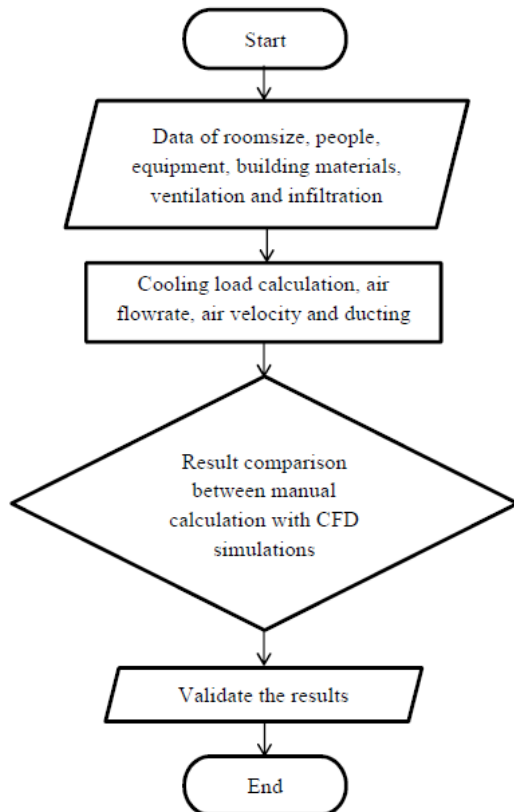 Start
Data of roomsize, people,
equipment, building materials,
ventilation and infiltration
Cooling load calculation, air
flowrate, air velocity and ducting
Result comparison
between manual
calculation with CFD
simulations
Validate the results
End